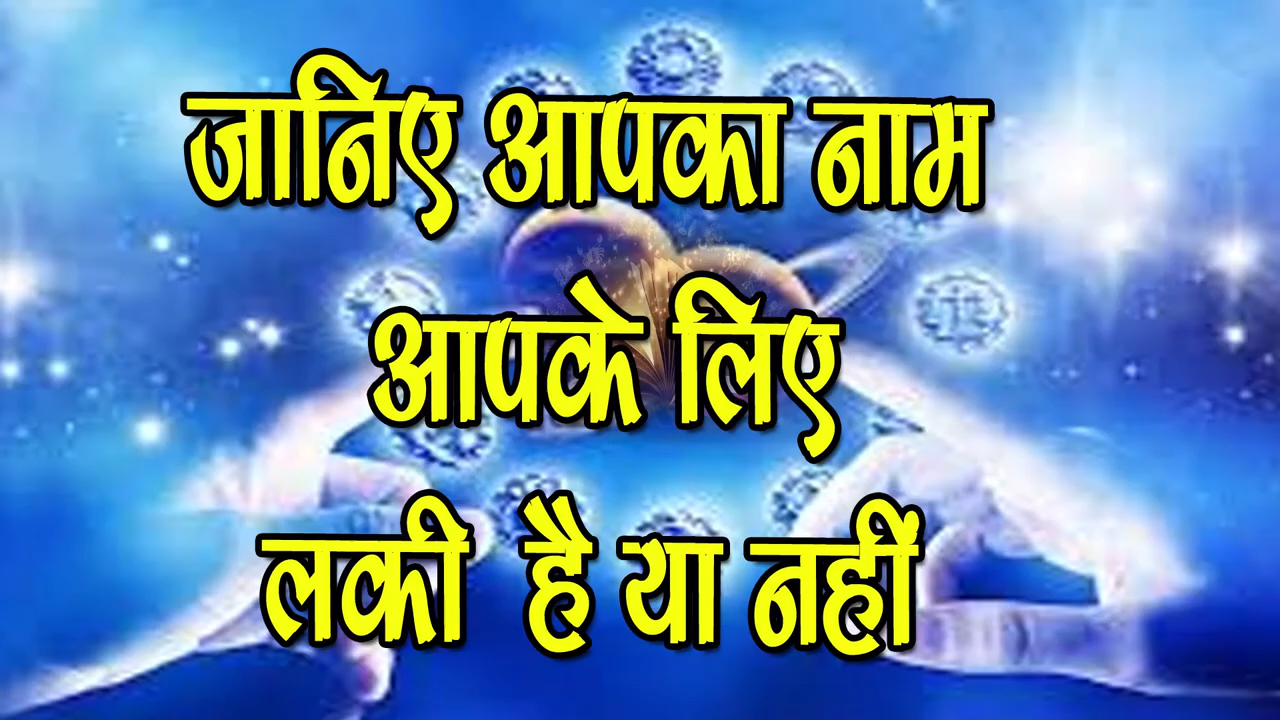 जानिए आपका नाम
आपके लिए
लकी है या नहीं